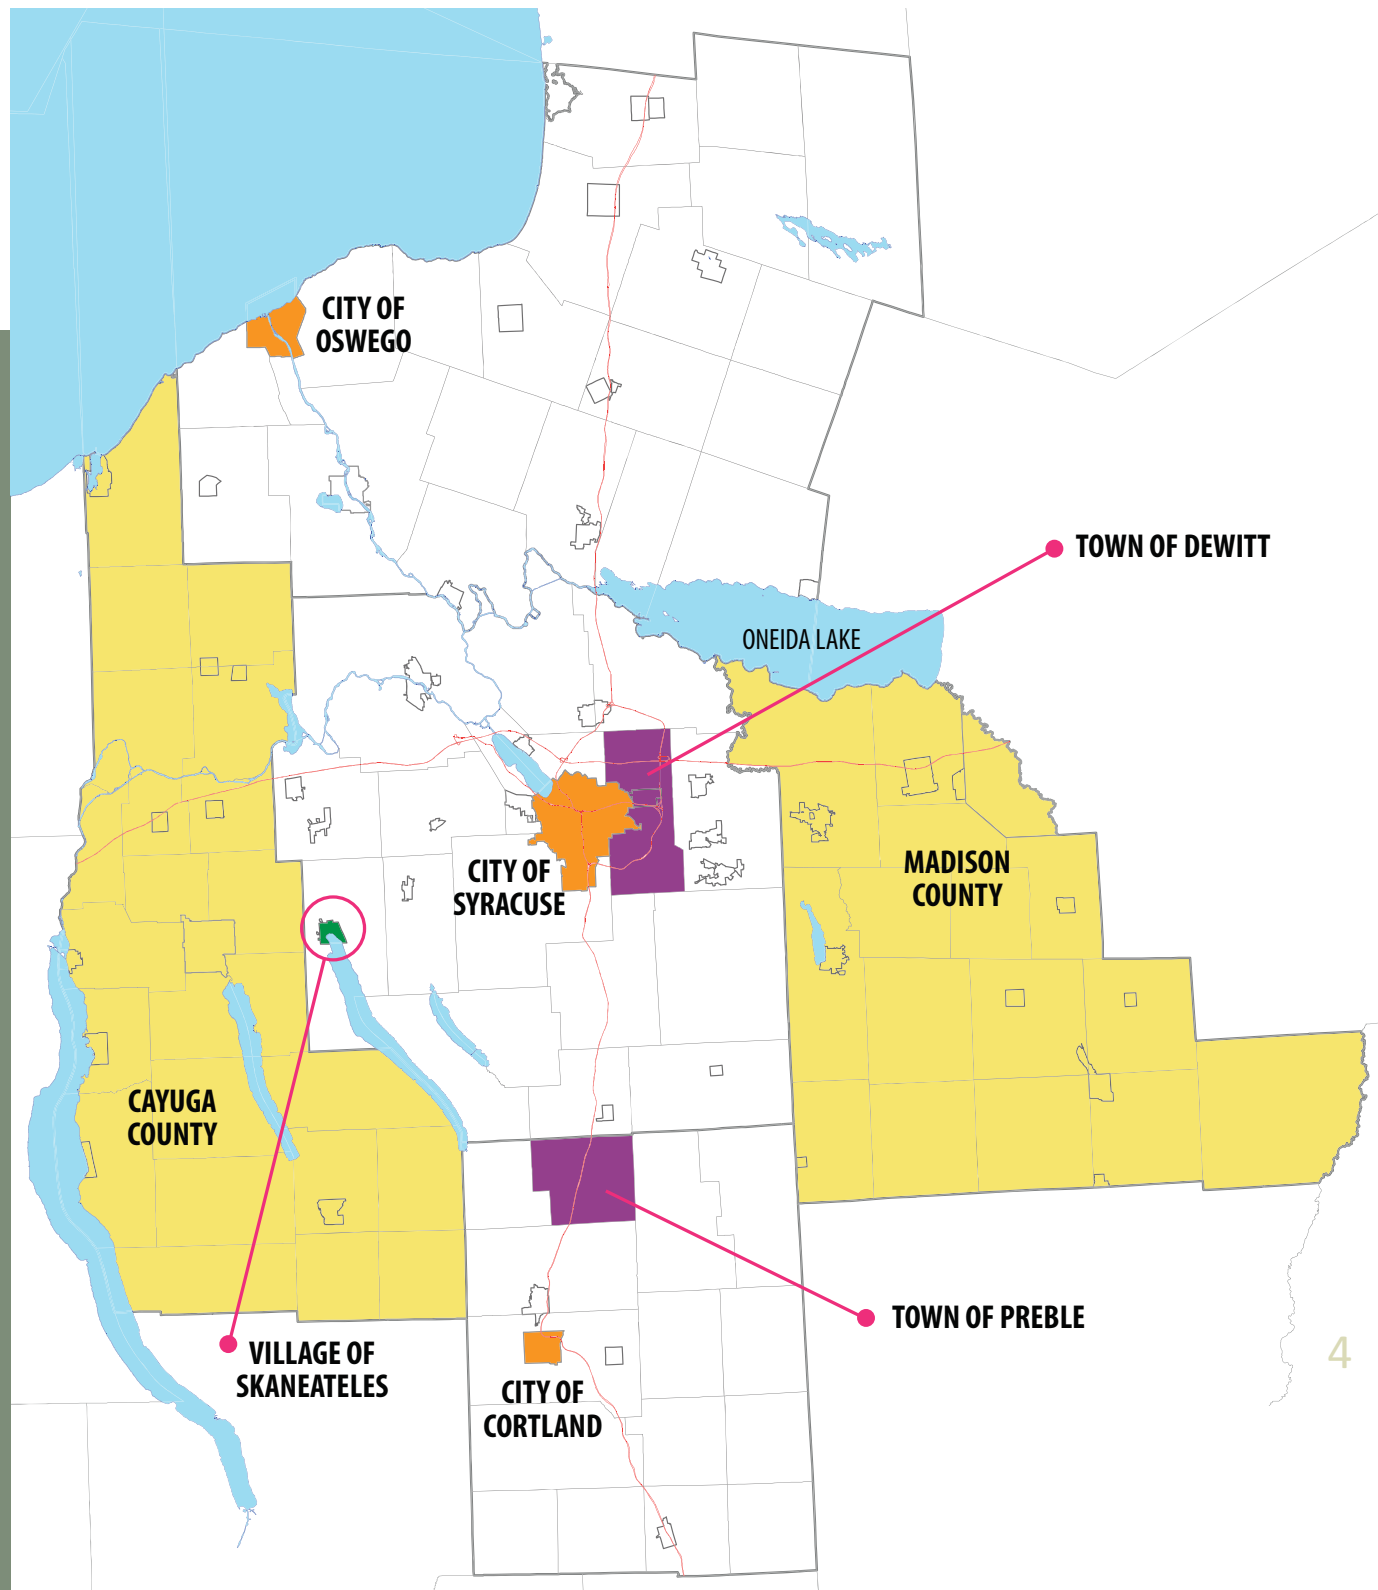 CITY OF
OSWEGO
TOWN OF DEWITT
ONEIDA LAKE
MADISON
COUNTY
CITY OF
SYRACUSE
CAYUGA
COUNTY
TOWN OF PREBLE
VILLAGE OF
SKANEATELES
CITY OF
CORTLAND
4